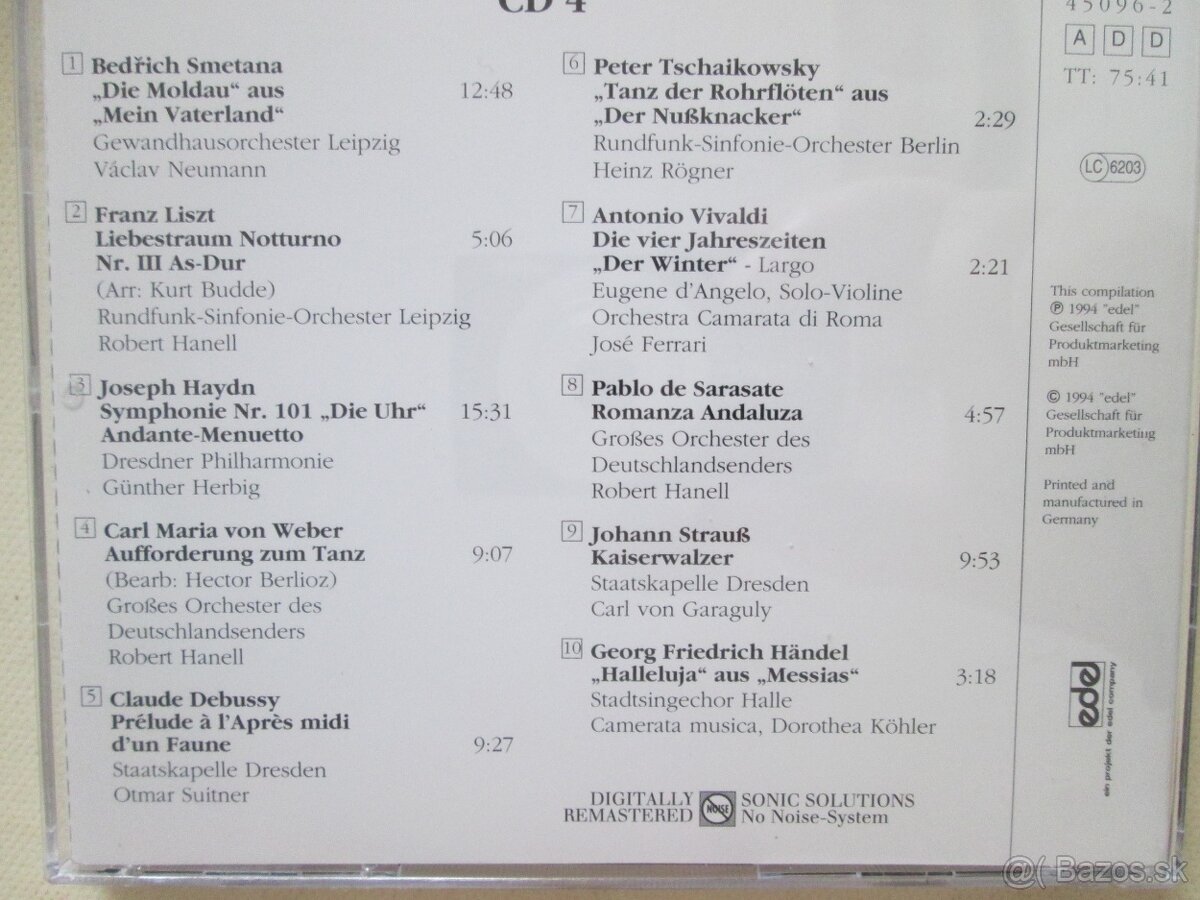 CD 4
1 Bedřich Smetana
„Die Moldau“ aus 12:48
„Mein Vaterland“
Gewandhausorchester Leipzig
Václav Neumann
2 Franz Liszt
Liebestraum Notturno 5:06
Nr. III As-Dur
(Arr: Kurt Budde)
Rundfunk-Sinfonie-Orchester Leipzig
Robert Hanell
3 Joseph Haydn
Symphonie Nr. 101 „Die Uhr“ 15:31
Andante-Menuetto
Dresdner Philharmonie
Günther Herbig
4 Carl Maria von Weber
Aufforderung zum Tanz 9:07
(Bearb: Hector Berlioz)
Großes Orchester des
Deutschlandsenders
Robert Hanell
5 Claude Debussy
Prélude à l'Après midi
d'un Faune 9:27
Staatskapelle Dresden
Otmar Suitner
6 Peter Tschaikowsky
„Tanz der Rohrflöten“ aus
„Der Nußknacker“ 2:29
Rundfunk-Sinfonie-Orchester Berlin
Heinz Rögner
7 Antonio Vivaldi
Die vier Jahreszeiten
„Der Winter“ - Largo 2:21
Eugene d'Angelo, Solo-Violine
Orchestra Camarata di Roma
José Ferrari
8 Pablo de Sarasate
Romanza Andaluza 4:57
Großes Orchester des
Deutschlandsenders
Robert Hanell
9 Johann Strauß
Kaiserwalzer 9:53
Staatskapelle Dresden
Carl von Garaguly
10 Georg Friedrich Händel
„Halleluja“ aus „Messias“ 3:18
Stadtsingechor Halle
Camerata musica, Dorothea Köhler
DIGITALLY REMASTERED
NOISE
SONIC SOLUTIONS
No Noise-System
45096-2
A D D
TT: 75:41
LC 6203
This compilation
℗ 1994 "edel"
Gesellschaft für
Produktmarketing
mbH
© 1994 "edel"
Gesellschaft für
Produktmarketing
mbH
Printed and
manufactured in
Germany
edel
ein projekt der edel company
@( Bazos.sk